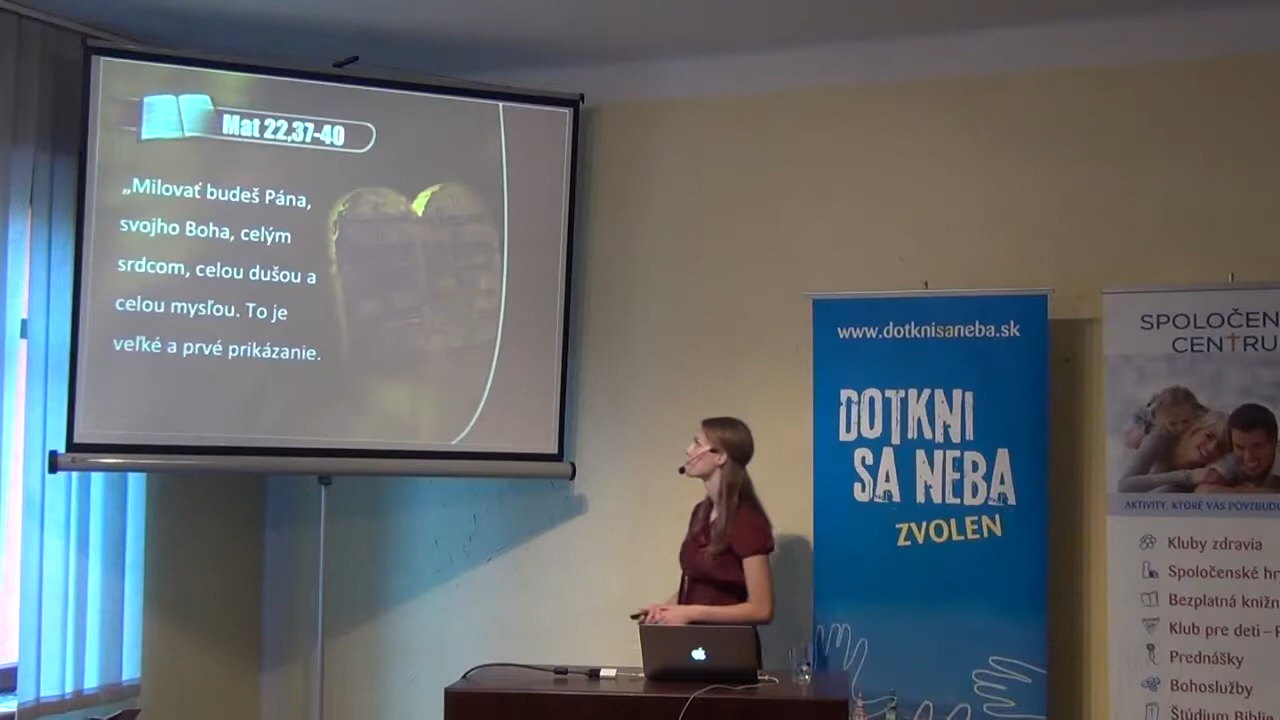 Mat 22,37-40
„Milovať budeš Pána,
svojho Boha, celým
srdcom, celou dušou a
celou mysľou. To je
veľké a prvé prikázanie.
www.dotknisaneba.sk
DOTKNI
SA NEBA
ZVOLEN
SPOLOČEN
CENTRU
AKTIVITY, KTORÉ VÁS POVZBUDU
Kluby zdravia
Spoločenské hr
Bezplatná knižn
Klub pre deti – F
Prednášky
Bohoslužby
Štúdium Biblie